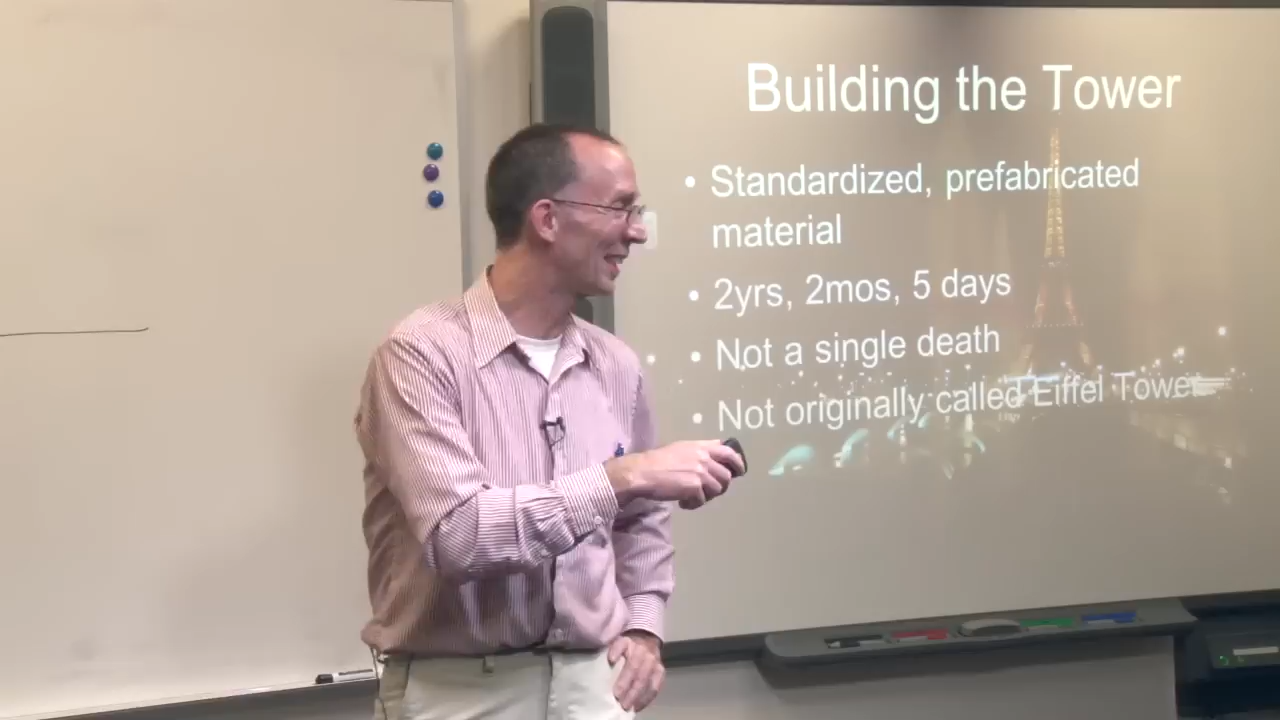 Building the Tower
• Standardized, prefabricated
material
• 2yrs, 2mos, 5 days
• Not a single death
• Not originally called Eiffel Tower